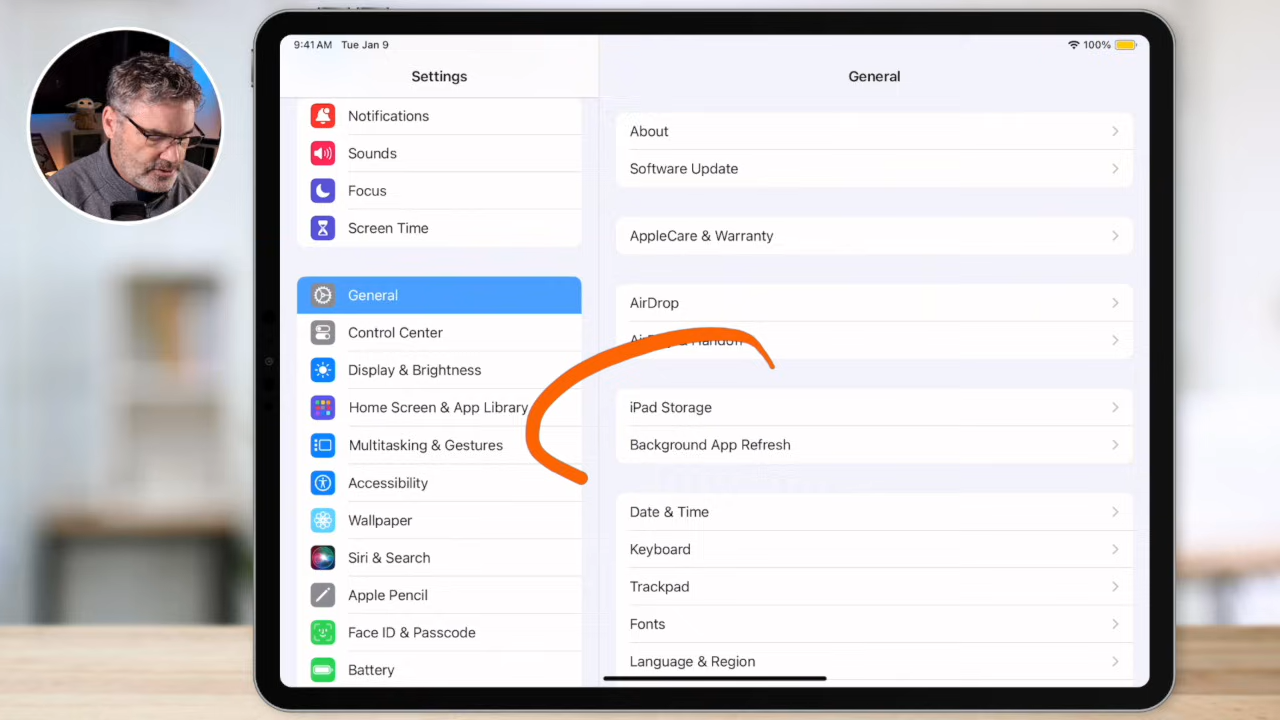 9:41 AM Tue Jan 9
100%
Settings
General
Notifications
Sounds
Focus
Screen Time
General
Control Center
Display & Brightness
Home Screen & App Library
Multitasking & Gestures
Accessibility
Wallpaper
Siri & Search
Apple Pencil
Face ID & Passcode
Battery
About
Software Update
AppleCare & Warranty
AirDrop
AirPlay & Handoff
iPad Storage
Background App Refresh
Date & Time
Keyboard
Trackpad
Fonts
Language & Region